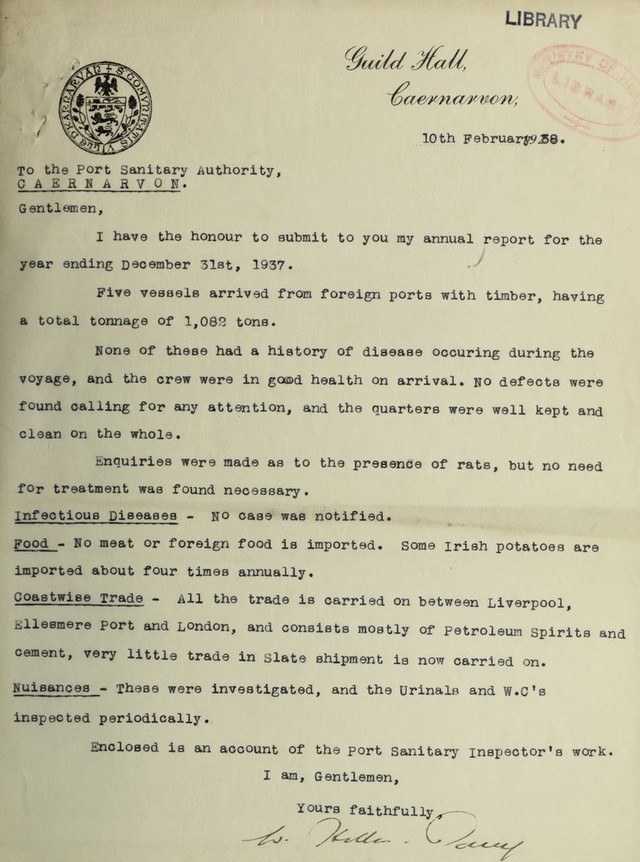 LIBRARY
Guild Hall,
Caernarvon,
MINISTRY OF
LIBRARY
10th February 1938.
To the Port Sanitary Authority,
CAERNARVON.
Gentlemen,
I have the honour to submit to you my annual report for the
year ending December 31st, 1937.
Five vessels arrived from foreign ports with timber, having
a total tonnage of 1,082 tons.
None of these had a history of disease occuring during the
voyage, and the crew were in good health on arrival. No defects were
found calling for any attention, and the quarters were well kept and
clean on the whole.
Enquiries were made as to the presence of rats, but no need
for treatment was found necessary.
Infectious Diseases - No case was notified.
Food - No meat or foreign food is imported. Some Irish potatoes are
imported about four times annually.
Coastwise Trade - All the trade is carried on between Liverpool,
Ellesmere Port and London, and consists mostly of Petroleum Spirits and
cement, very little trade in Slate shipment is now carried on.
Nuisances - These were investigated, and the Urinals and W.C's
inspected periodically.
Enclosed is an account of the Port Sanitary Inspector's work.
I am, Gentlemen,
Yours faithfully,
W.